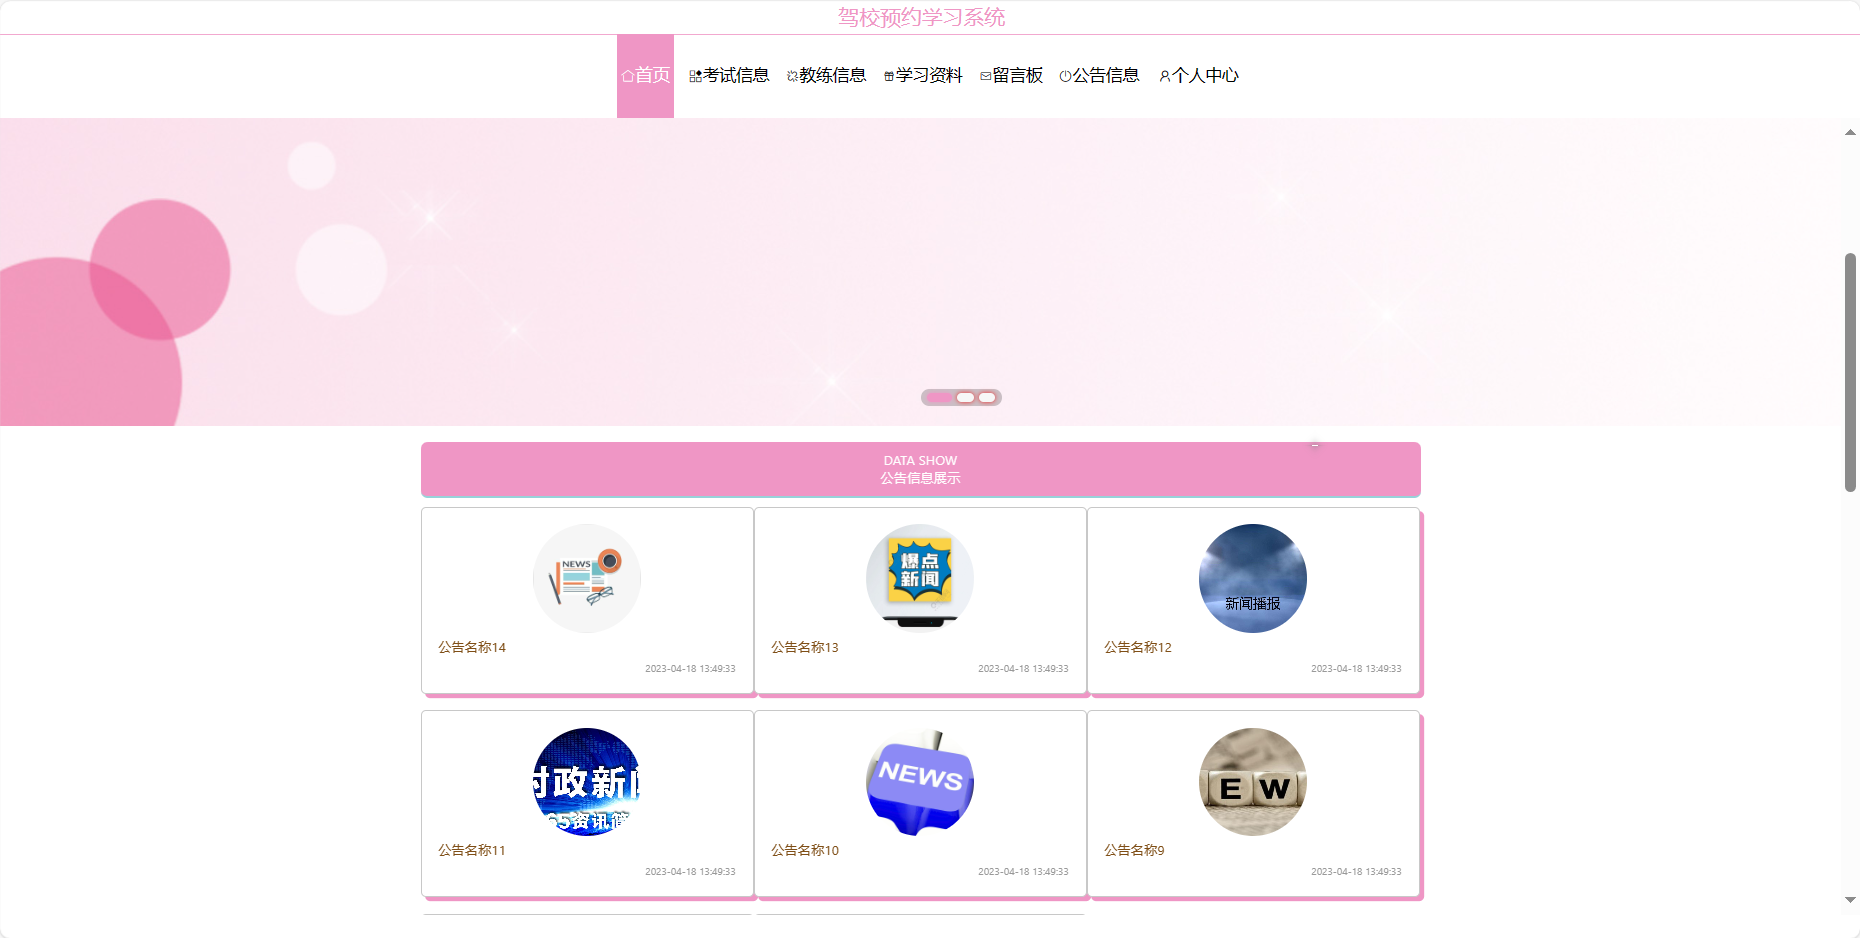 驾校预约学习系统
首页 考试信息 教练信息 学习资料 留言板 公告信息 个人中心
DATA SHOW
公告信息展示
NEWS
爆点
新闻
新闻播报
公告名称14
公告名称13
公告名称12
2023-04-18 13:49:33
2023-04-18 13:49:33
2023-04-18 13:49:33
时政新闻
65资讯简
NEWS
E W
公告名称11
公告名称10
公告名称9
2023-04-18 13:49:33
2023-04-18 13:49:33
2023-04-18 13:49:33